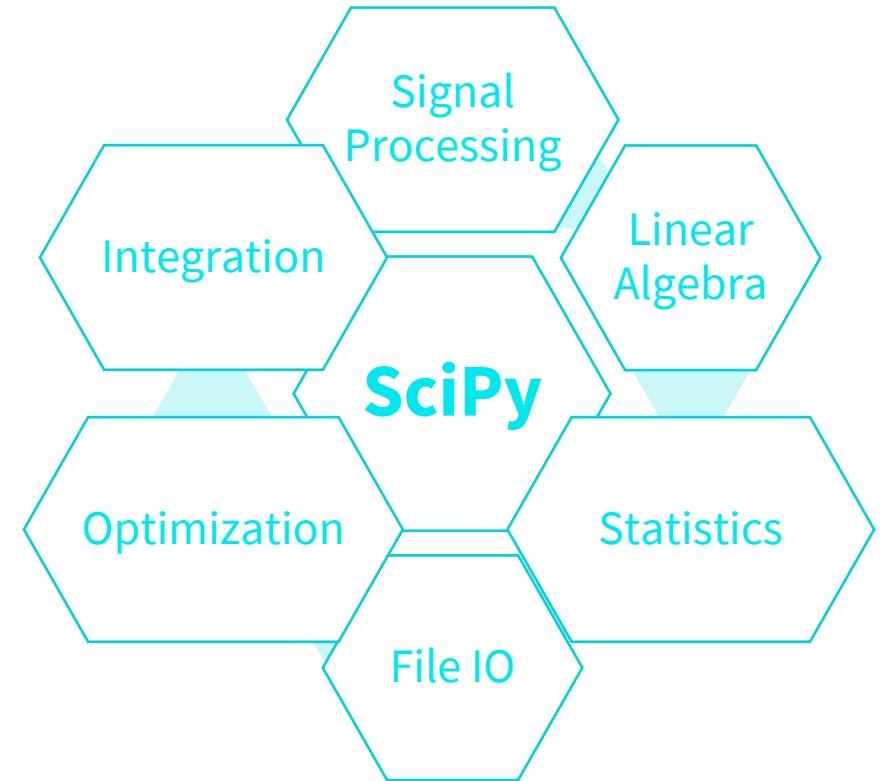 Signal
Processing
Integration
Linear
Algebra
SciPy
Optimization
Statistics
File IO